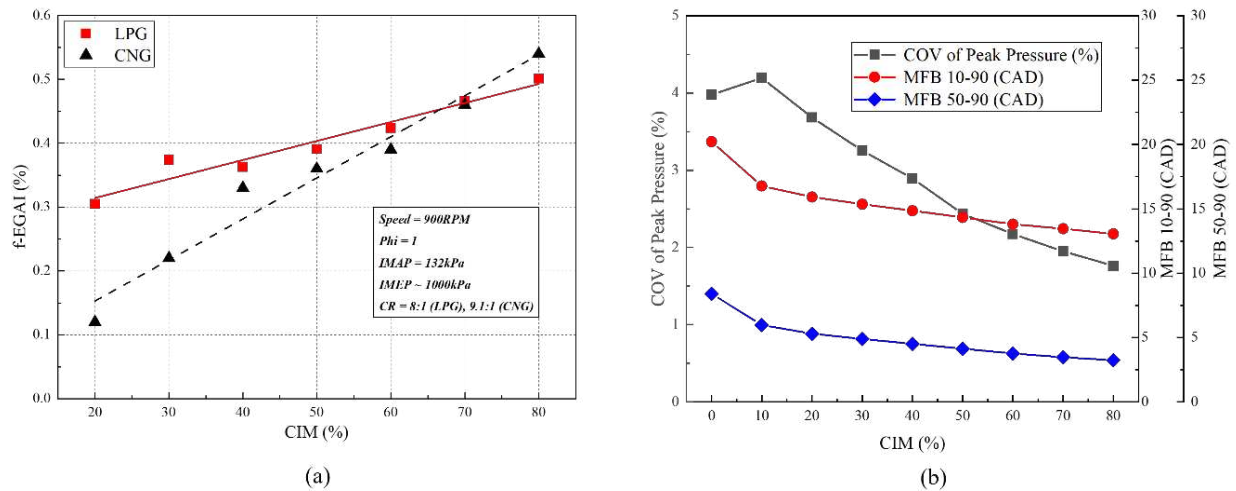 LPG
CNG
f-EGAI (%)
0.6
0.5
0.4
0.3
0.2
0.1
0.0
Speed = 900RPM
Phi = 1
IMAP = 132kPa
IMEP ~ 1000kPa
CR = 8:1 (LPG), 9.1:1 (CNG)
20 30 40 50 60 70 80
CIM (%)
(a)
COV of Peak Pressure (%)
MFB 10-90 (CAD)
MFB 50-90 (CAD)
COV of Peak Pressure (%)
5
4
3
2
1
0
0 10 20 30 40 50 60 70 80
CIM (%)
30
25
20
15
10
5
0
MFB 10-90 (CAD)
30
25
20
15
10
5
0
MFB 50-90 (CAD)
(b)